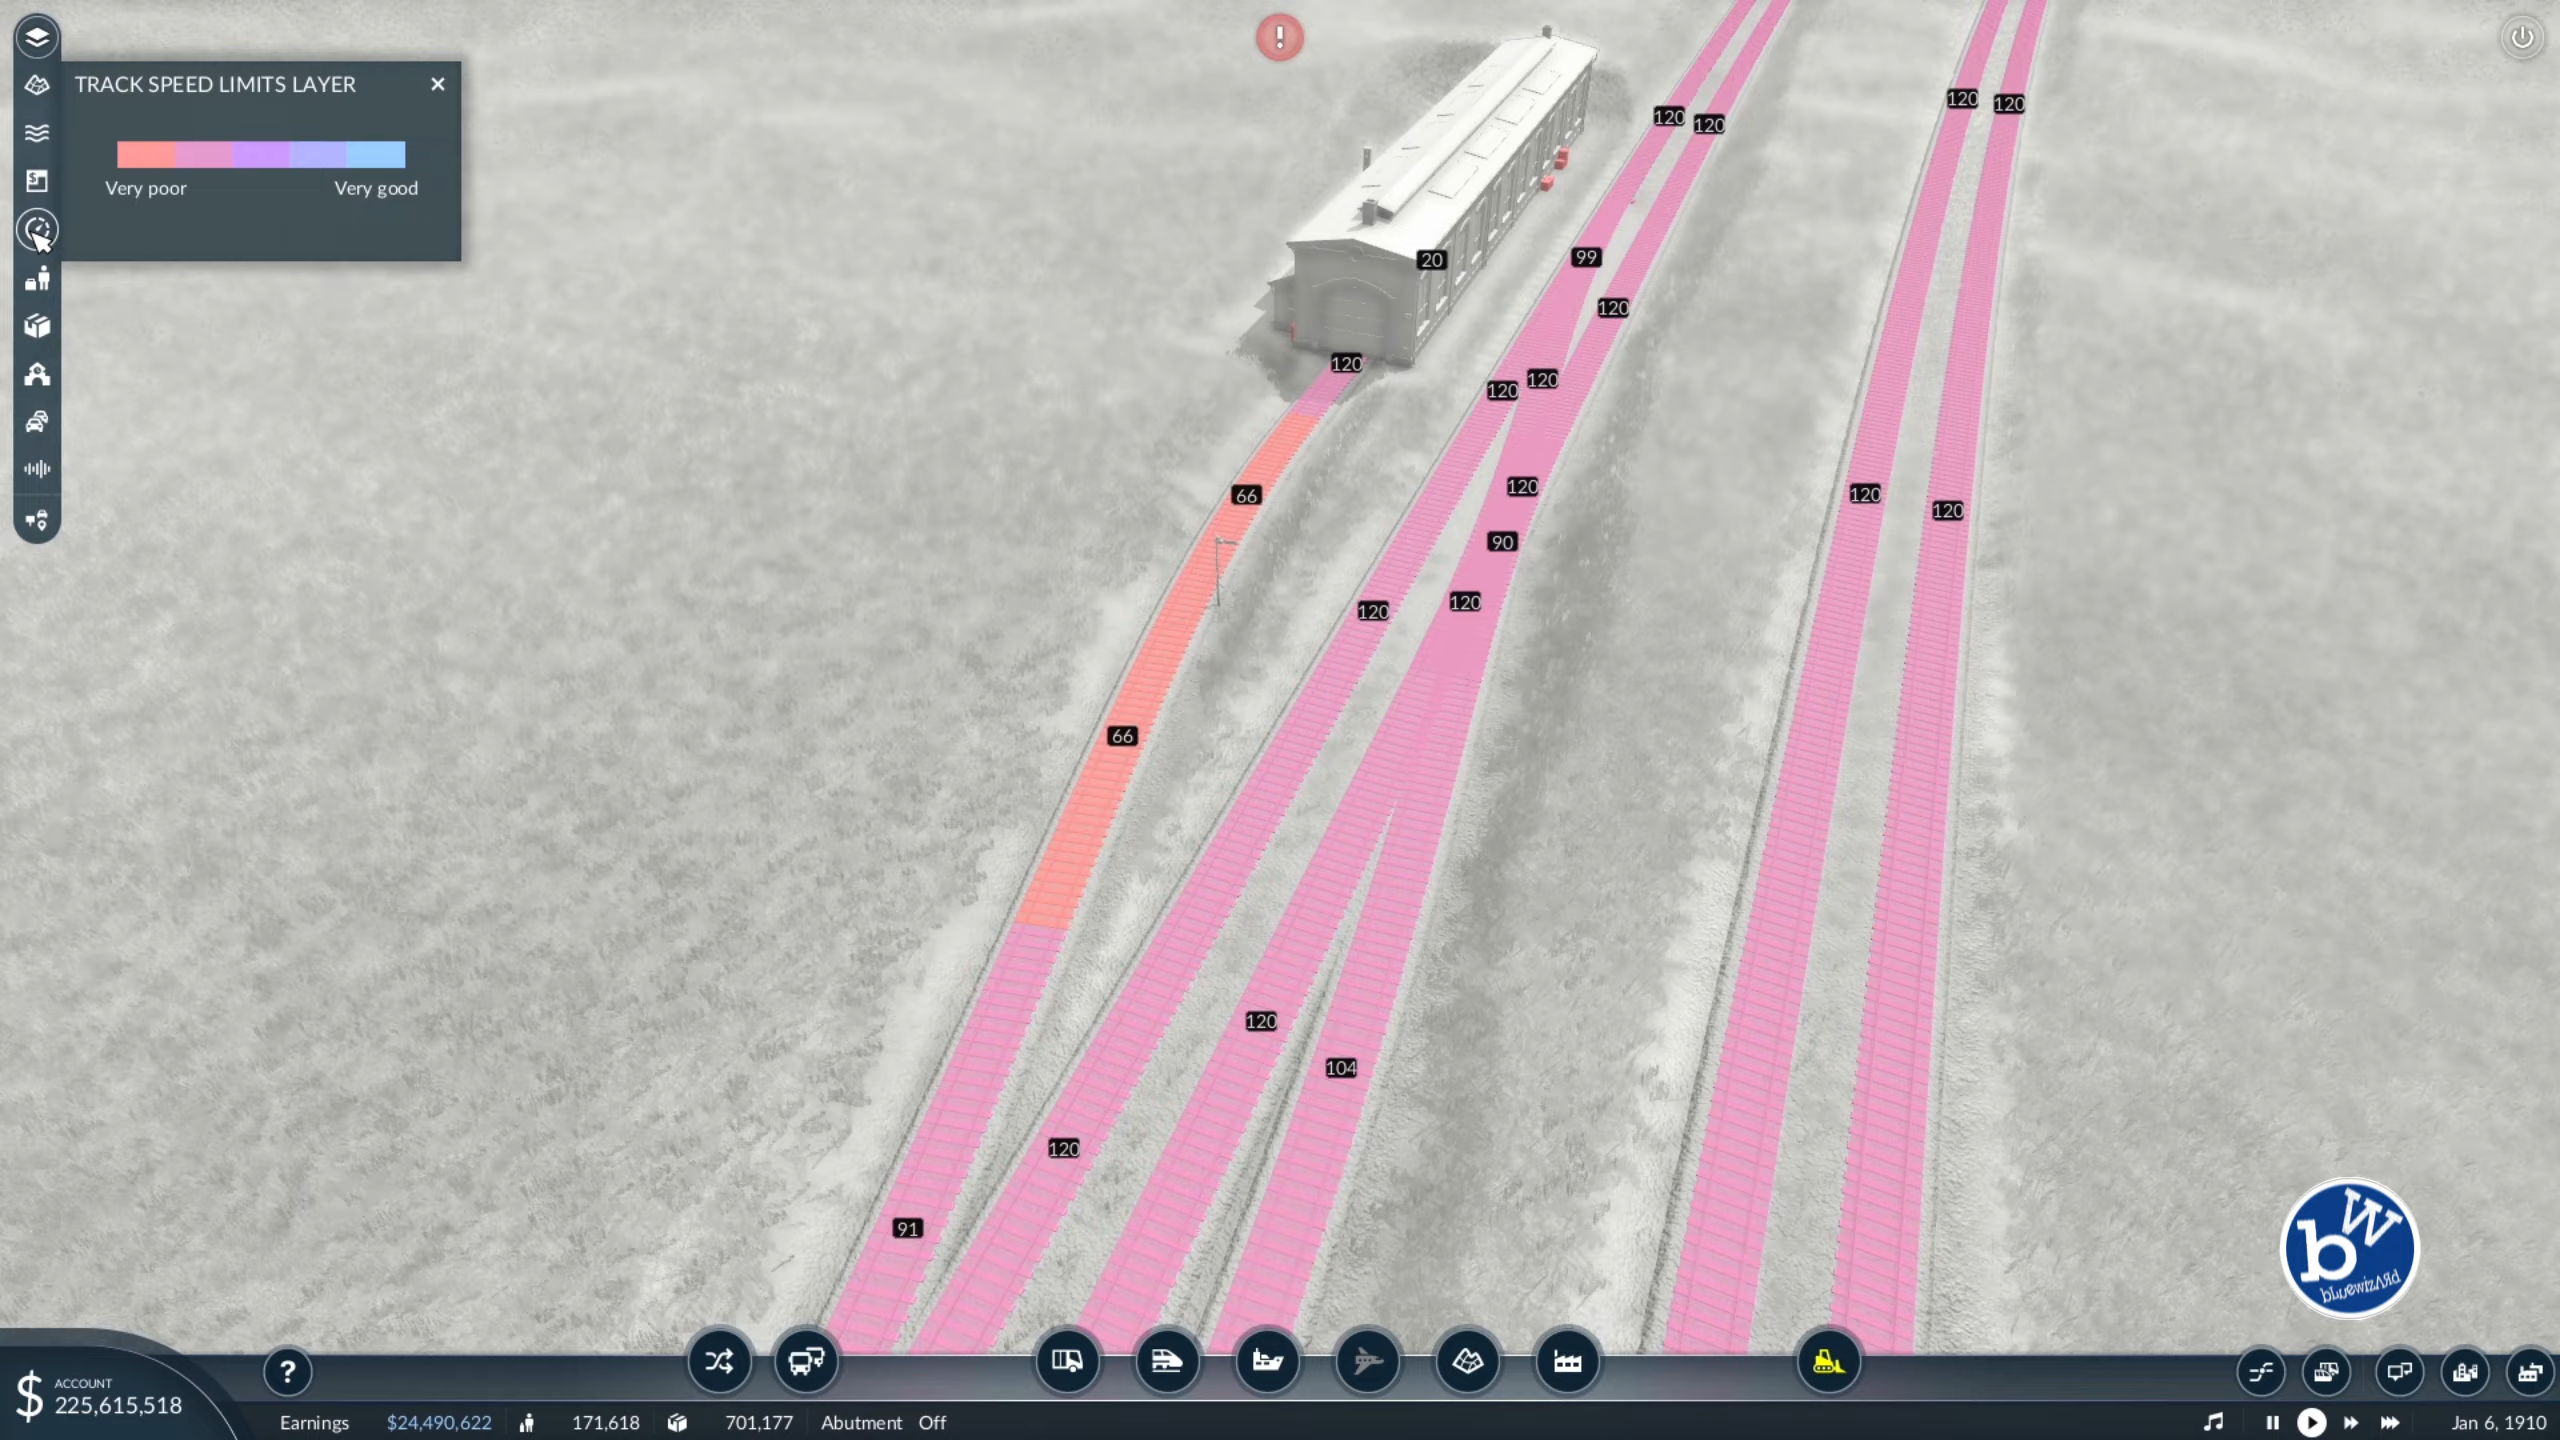 TRACK SPEED LIMITS LAYER
Very poor Very good
120 120
120 120
20
99
120
120
120 120
66
120
90
120
120
120 120
66
120
104
120
91
bW
bluewizARd
ACCOUNT
$ 225,615,518
?
Earnings $24,490,622 171,618 701,177 Abutment Off
Jan 6, 1910